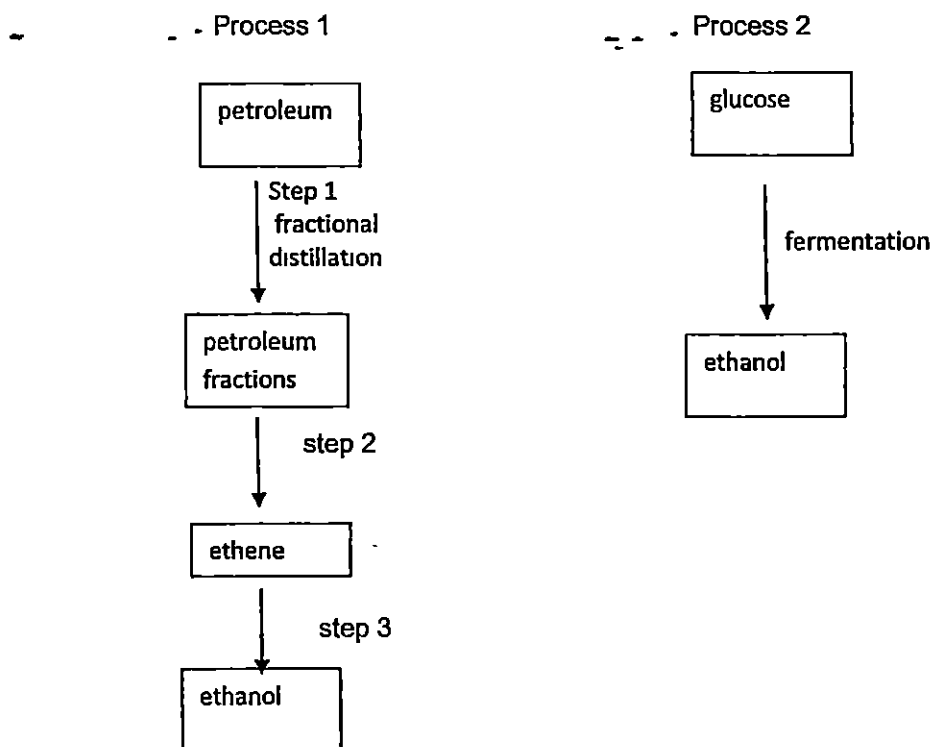 Process 1
petroleum
Step 1
fractional
distillation
petroleum
fractions
step 2
ethene
step 3
ethanol
Process 2
glucose
fermentation
ethanol